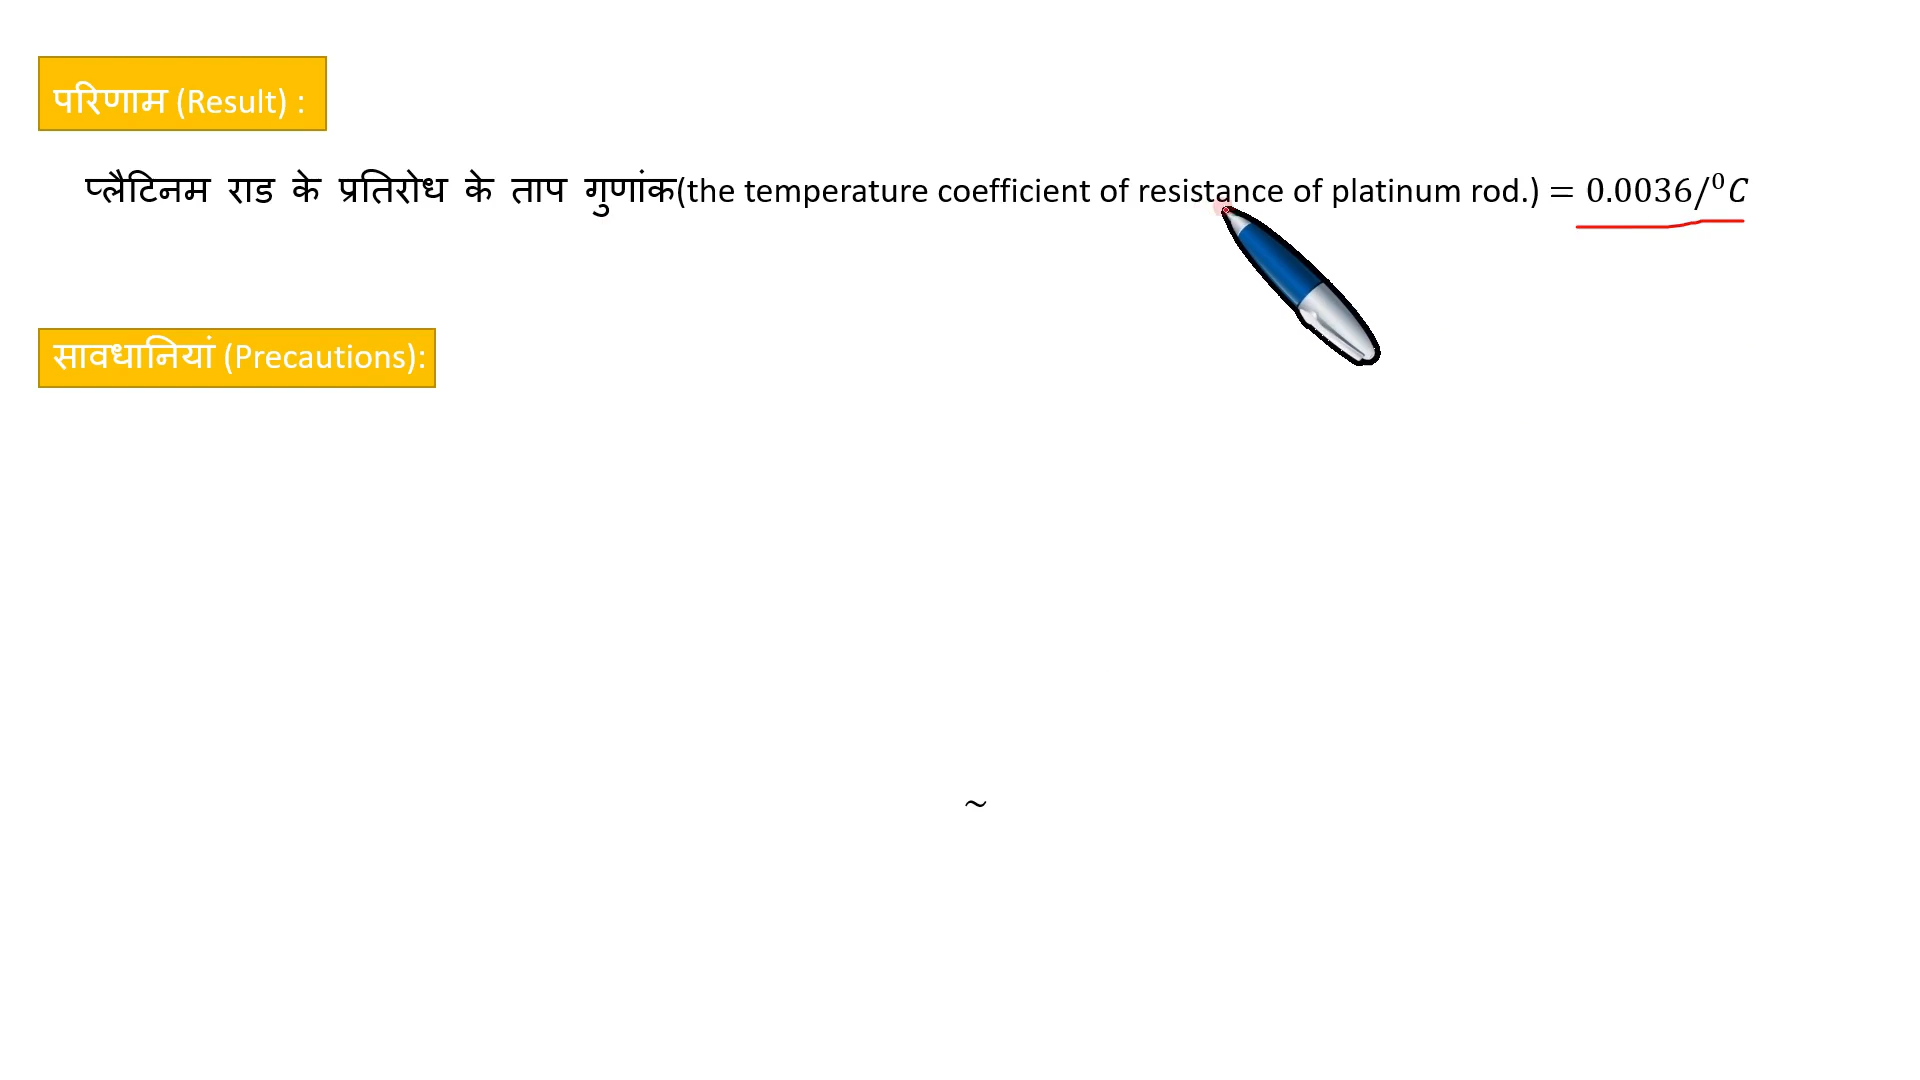 परिणाम (Result) :
प्लैटिनम राड के प्रतिरोध के ताप गुणांक(the temperature coefficient of resistance of platinum rod.) = 0.0036/⁰C
सावधानियां (Precautions):
~